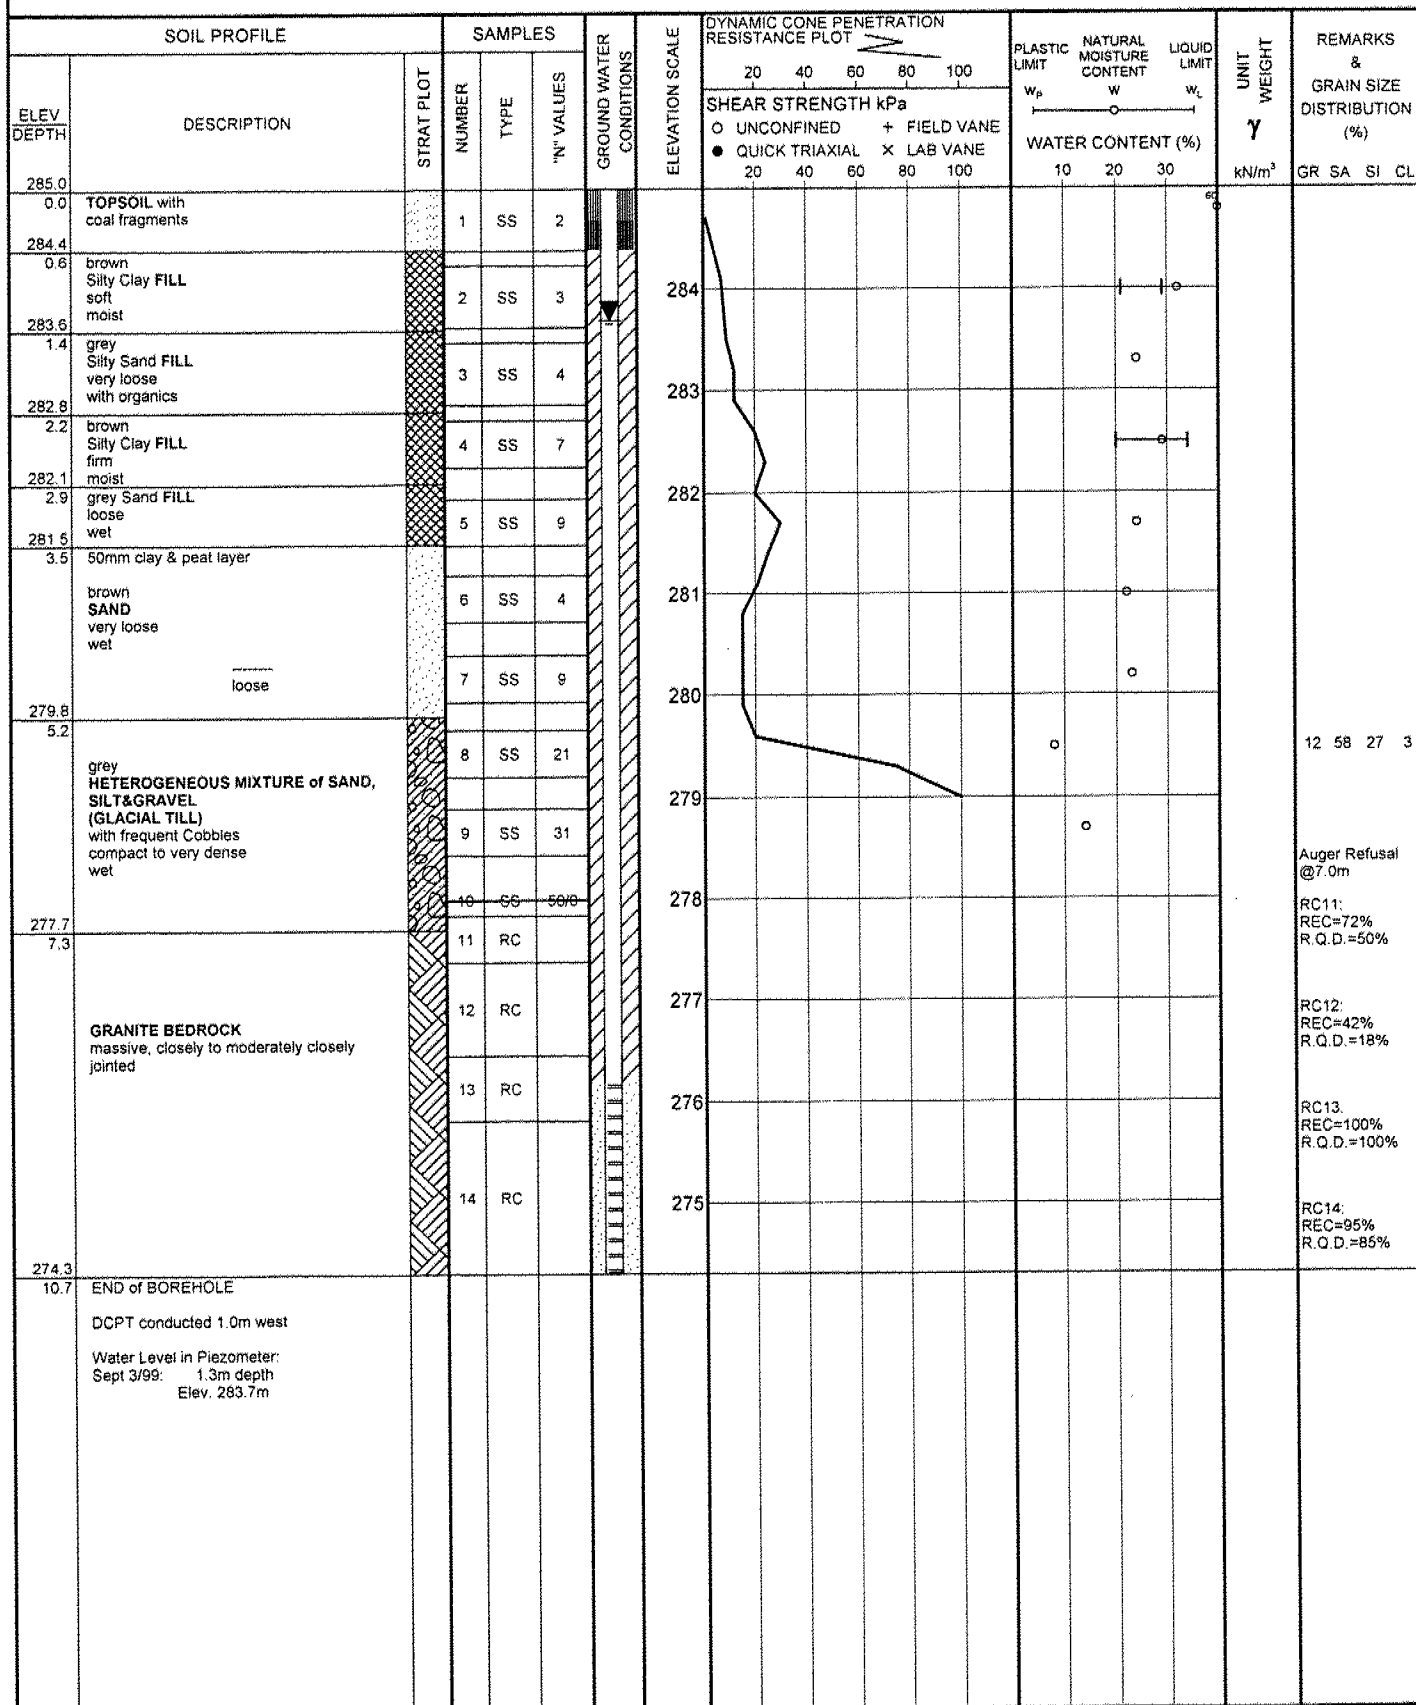 SOIL PROFILE
SAMPLES
GROUND WATER
CONDITIONS
ELEVATION SCALE
DYNAMIC CONE PENETRATION
RESISTANCE PLOT
20 40 60 80 100
SHEAR STRENGTH kPa
O UNCONFINED + FIELD VANE
● QUICK TRIAXIAL × LAB VANE
20 40 60 80 100
PLASTIC
LIMIT
NATURAL
MOISTURE
CONTENT
LIQUID
LIMIT
WP W WL
WATER CONTENT (%)
10 20 30
UNIT
WEIGHT
γ
kN/m³
REMARKS
&
GRAIN SIZE
DISTRIBUTION
(%)
GR SA SI CL
ELEV
DEPTH
DESCRIPTION
STRAT PLOT
NUMBER
TYPE
"N" VALUES
285.0
0.0 TOPSOIL with
coal fragments
1 SS 2
60
284.4
0.6 brown
Silty Clay FILL
soft
moist
2 SS 3
284
283.6
1.4 grey
Silty Sand FILL
very loose
with organics
3 SS 4
283
282.8
2.2 brown
Silty Clay FILL
firm
moist
4 SS 7
282.1
2.9 grey Sand FILL
loose
wet
5 SS 9
282
281.5
3.5 50mm clay & peat layer
brown
SAND
very loose
wet
6 SS 4
281
loose
7 SS 9
280
279.8
5.2
grey
HETEROGENEOUS MIXTURE of SAND,
SILT&GRAVEL
(GLACIAL TILL)
with frequent Cobbles
compact to very dense
wet
8 SS 21
12 58 27 3
279
9 SS 31
Auger Refusal
@7.0m
10 SS 50/0
278
277.7
7.3
11 RC
RC11:
REC=72%
R.Q.D.=50%
GRANITE BEDROCK
massive, closely to moderately closely
jointed
12 RC
277
RC12:
REC=42%
R.Q.D.=18%
13 RC
276
RC13.
REC=100%
R.Q.D.=100%
14 RC
275
RC14:
REC=95%
R.Q.D.=85%
274.3
10.7 END of BOREHOLE
DCPT conducted 1.0m west
Water Level in Piezometer:
Sept 3/99: 1.3m depth
Elev. 283.7m